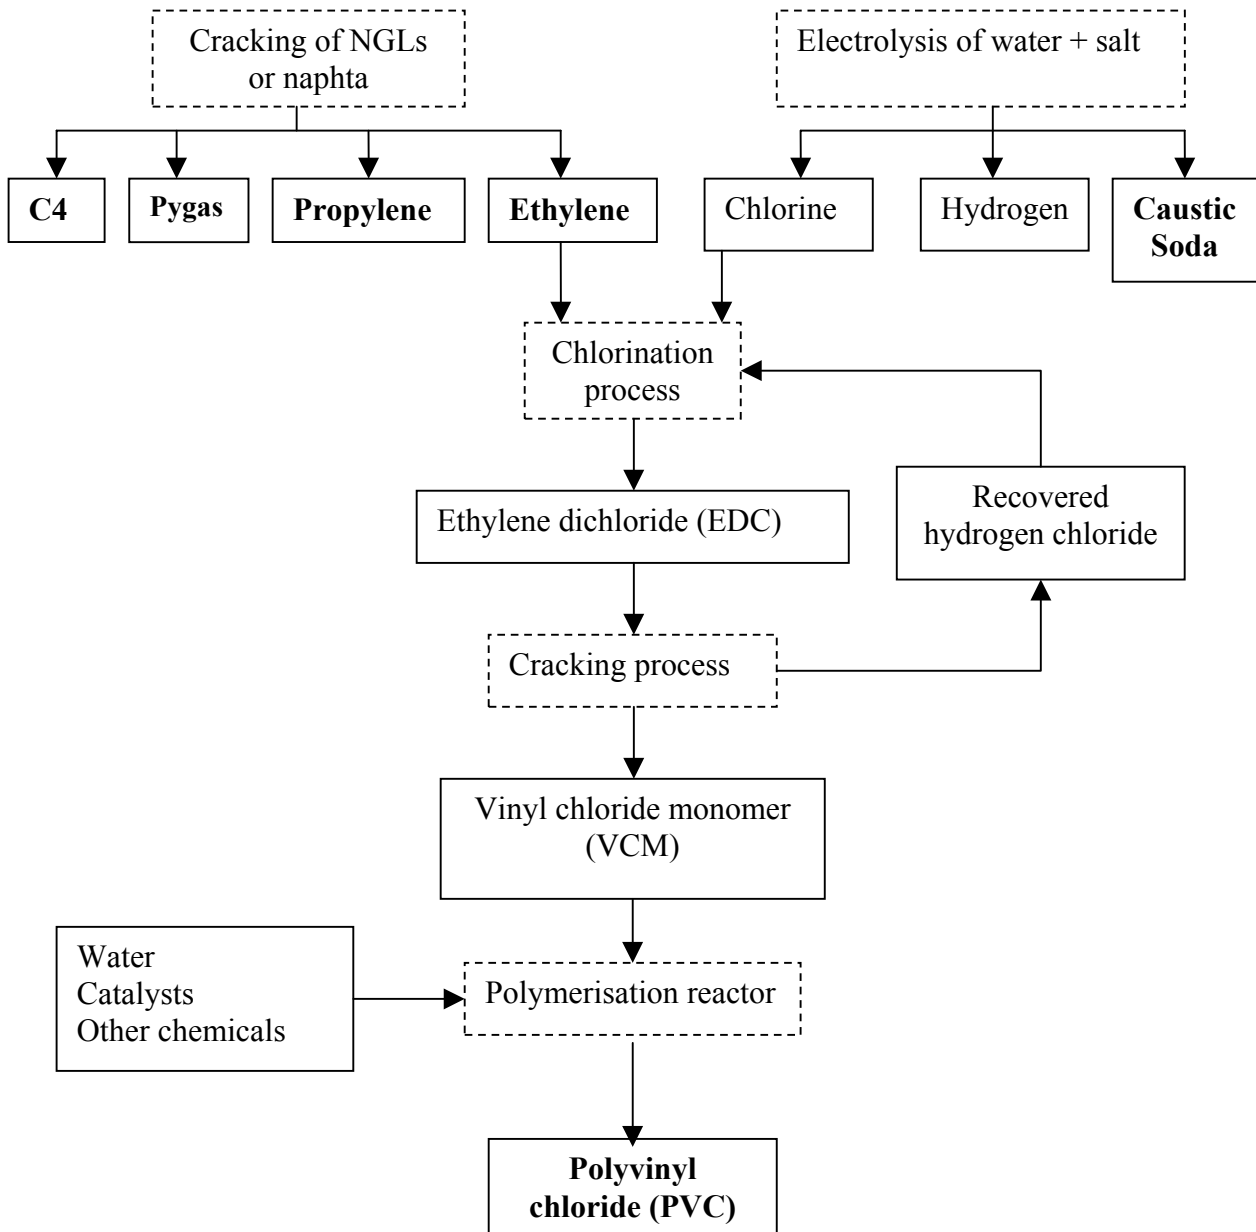 Cracking of NGLs
or naphta
Electrolysis of water + salt
C4
Pygas
Propylene
Ethylene
Chlorine
Hydrogen
Caustic
Soda
Chlorination
process
Ethylene dichloride (EDC)
Recovered
hydrogen chloride
Cracking process
Vinyl chloride monomer
(VCM)
Water
Catalysts
Other chemicals
Polymerisation reactor
Polyvinyl
chloride (PVC)